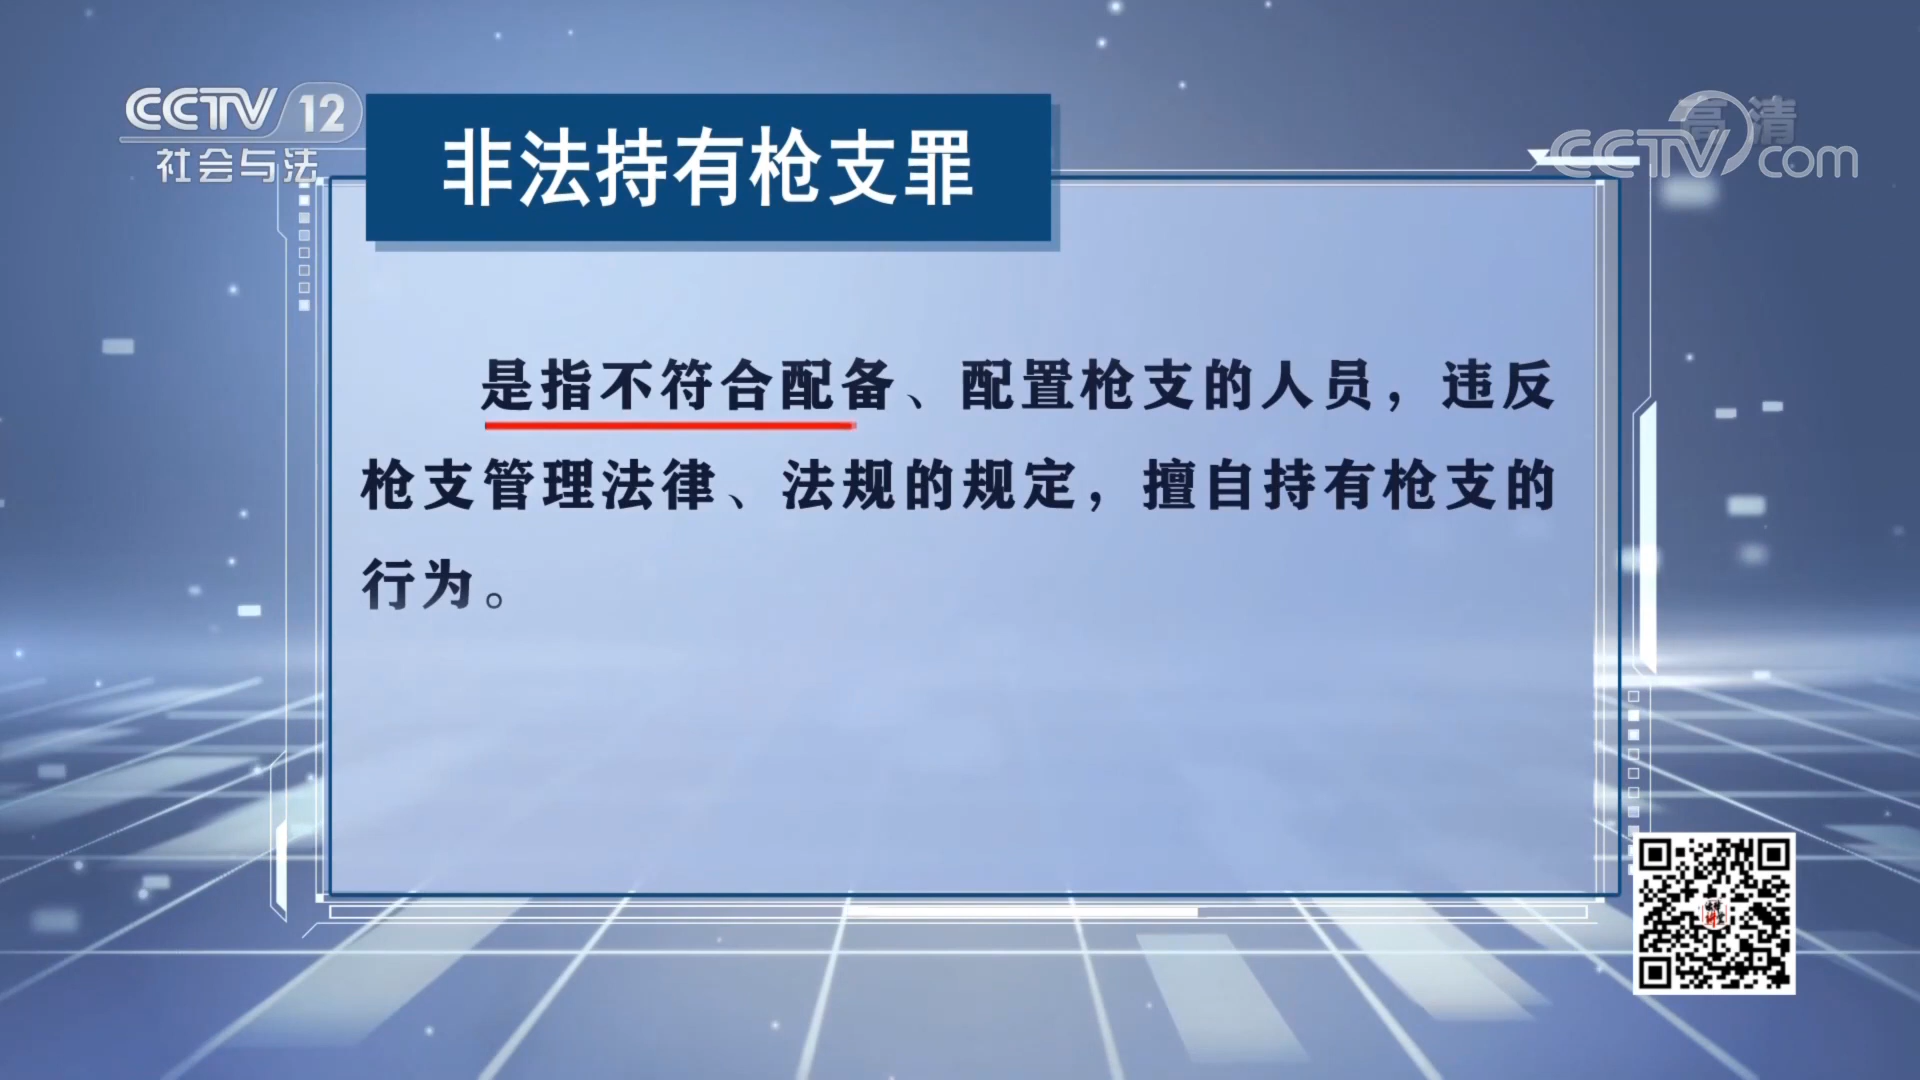 CCTV 12
社会与法
高清
CCTV com
非法持有枪支罪
是指不符合配备、配置枪支的人员，违反
枪支管理法律、法规的规定，擅自持有枪支的
行为。